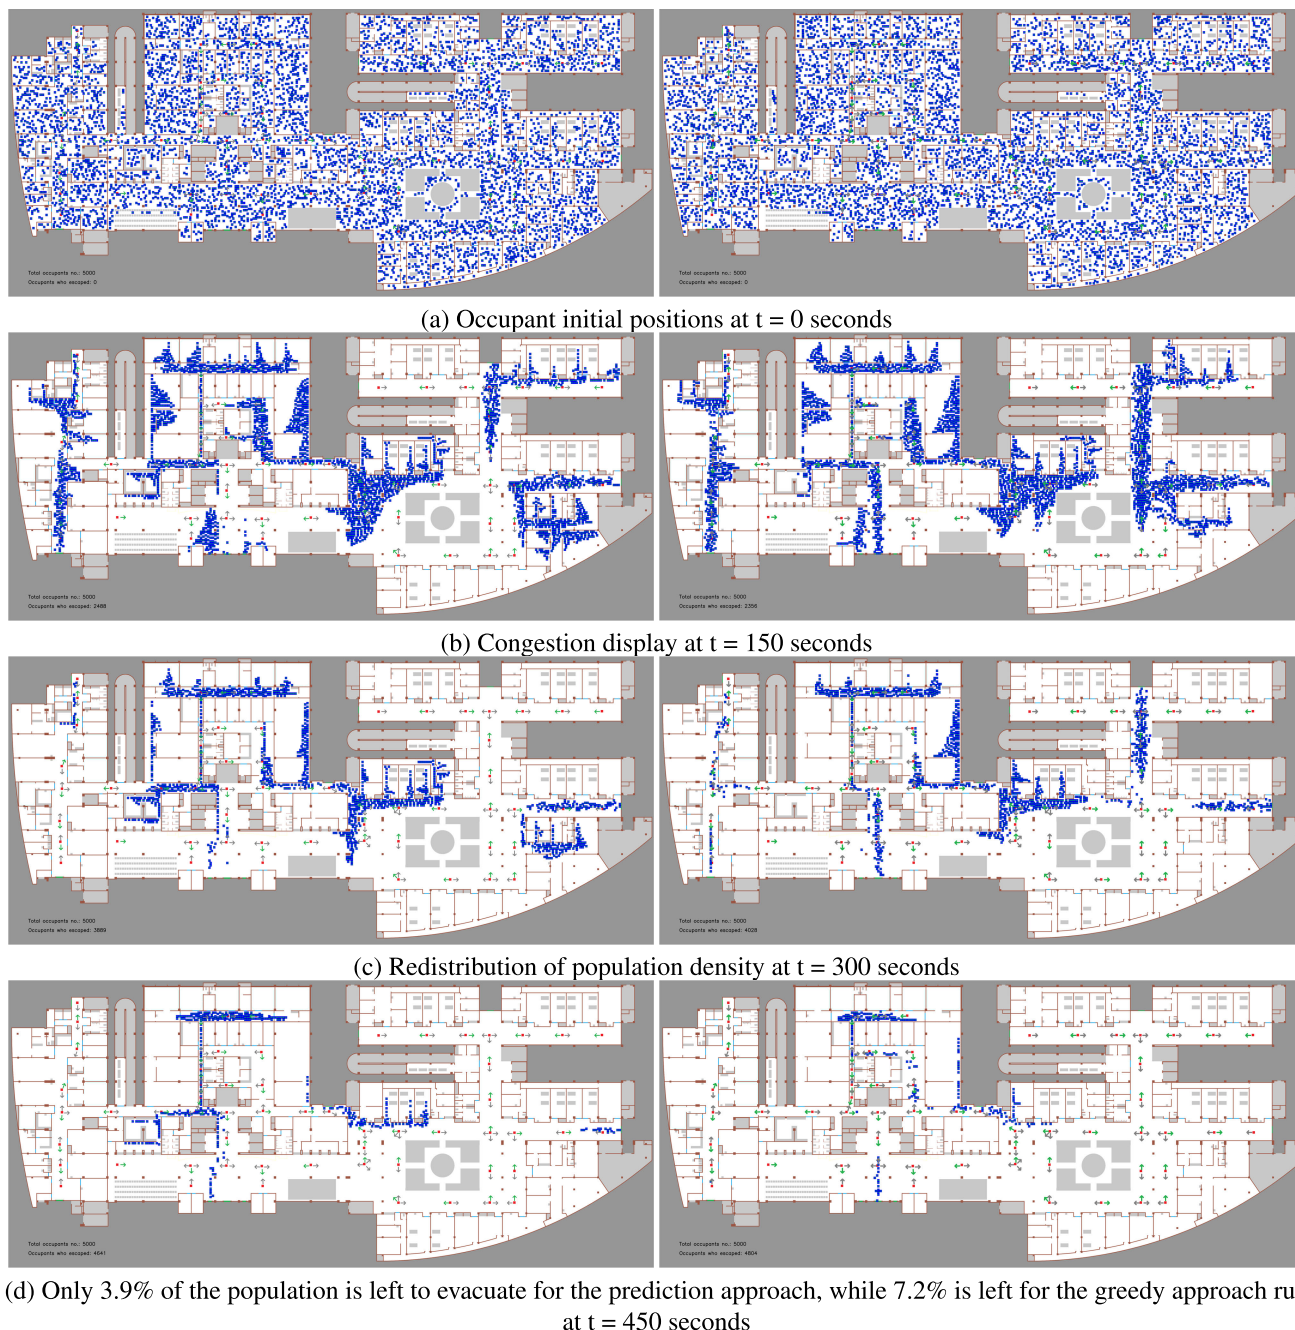 Total occupants no.: 5000
Occupants who escaped: 0
Total occupants no.: 5000
Occupants who escaped: 0
(a) Occupant initial positions at t = 0 seconds
Total occupants no.: 5000
Occupants who escaped: 2488
Total occupants no.: 5000
Occupants who escaped: 2356
(b) Congestion display at t = 150 seconds
Total occupants no.: 5000
Occupants who escaped: 3889
Total occupants no.: 5000
Occupants who escaped: 4028
(c) Redistribution of population density at t = 300 seconds
Total occupants no.: 5000
Occupants who escaped: 4641
Total occupants no.: 5000
Occupants who escaped: 4804
(d) Only 3.9% of the population is left to evacuate for the prediction approach, while 7.2% is left for the greedy approach ru
at t = 450 seconds